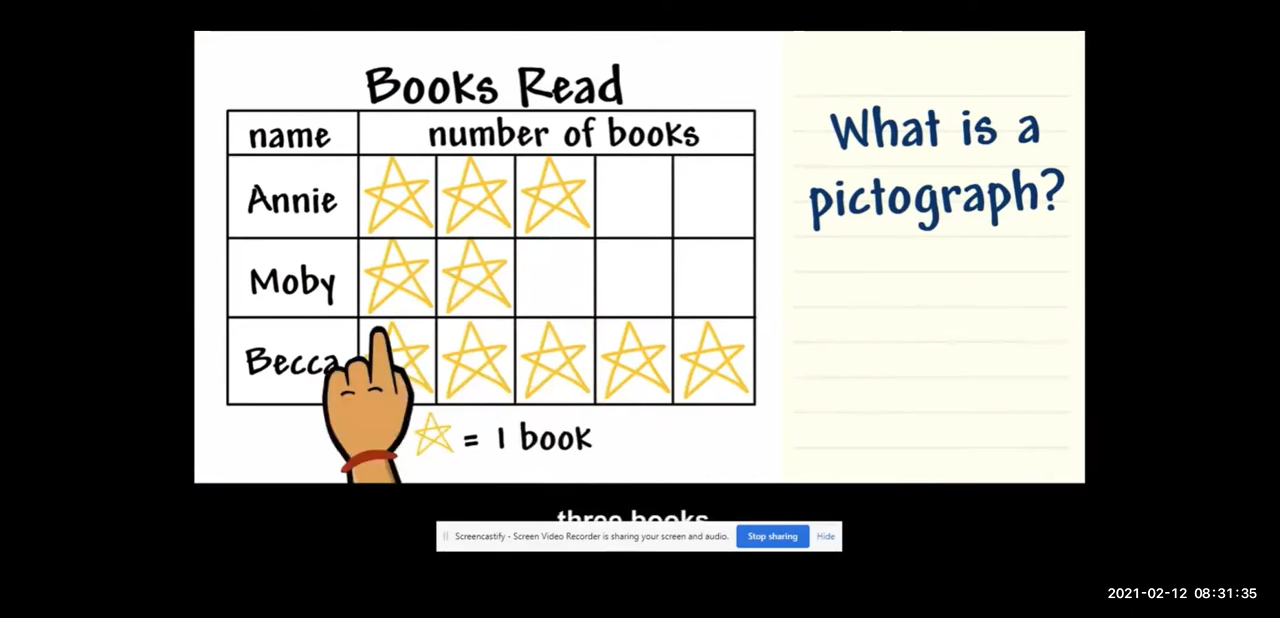 Books Read
name number of books
Annie
Moby
Becca
= 1 book
What is a
pictograph?
three books
Screencastify - Screen Video Recorder is sharing your screen and audio. Stop sharing Hide
2021-02-12 08:31:35